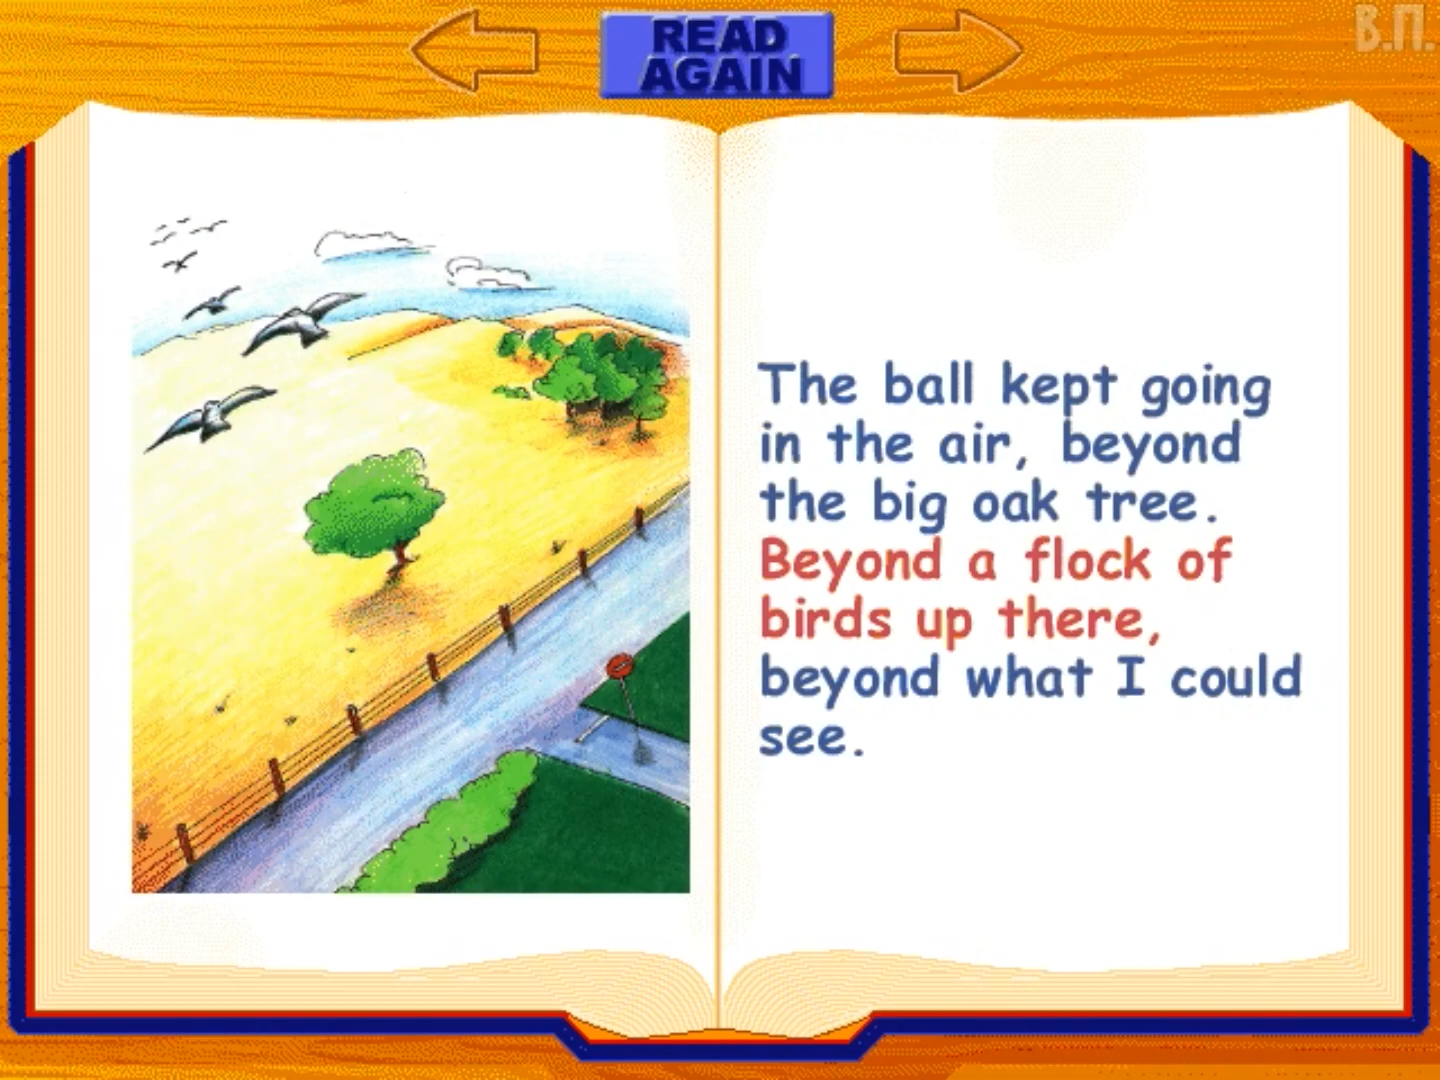 READ
AGAIN
В.П.
The ball kept going
in the air, beyond
the big oak tree.
Beyond a flock of
birds up there,
beyond what I could
see.